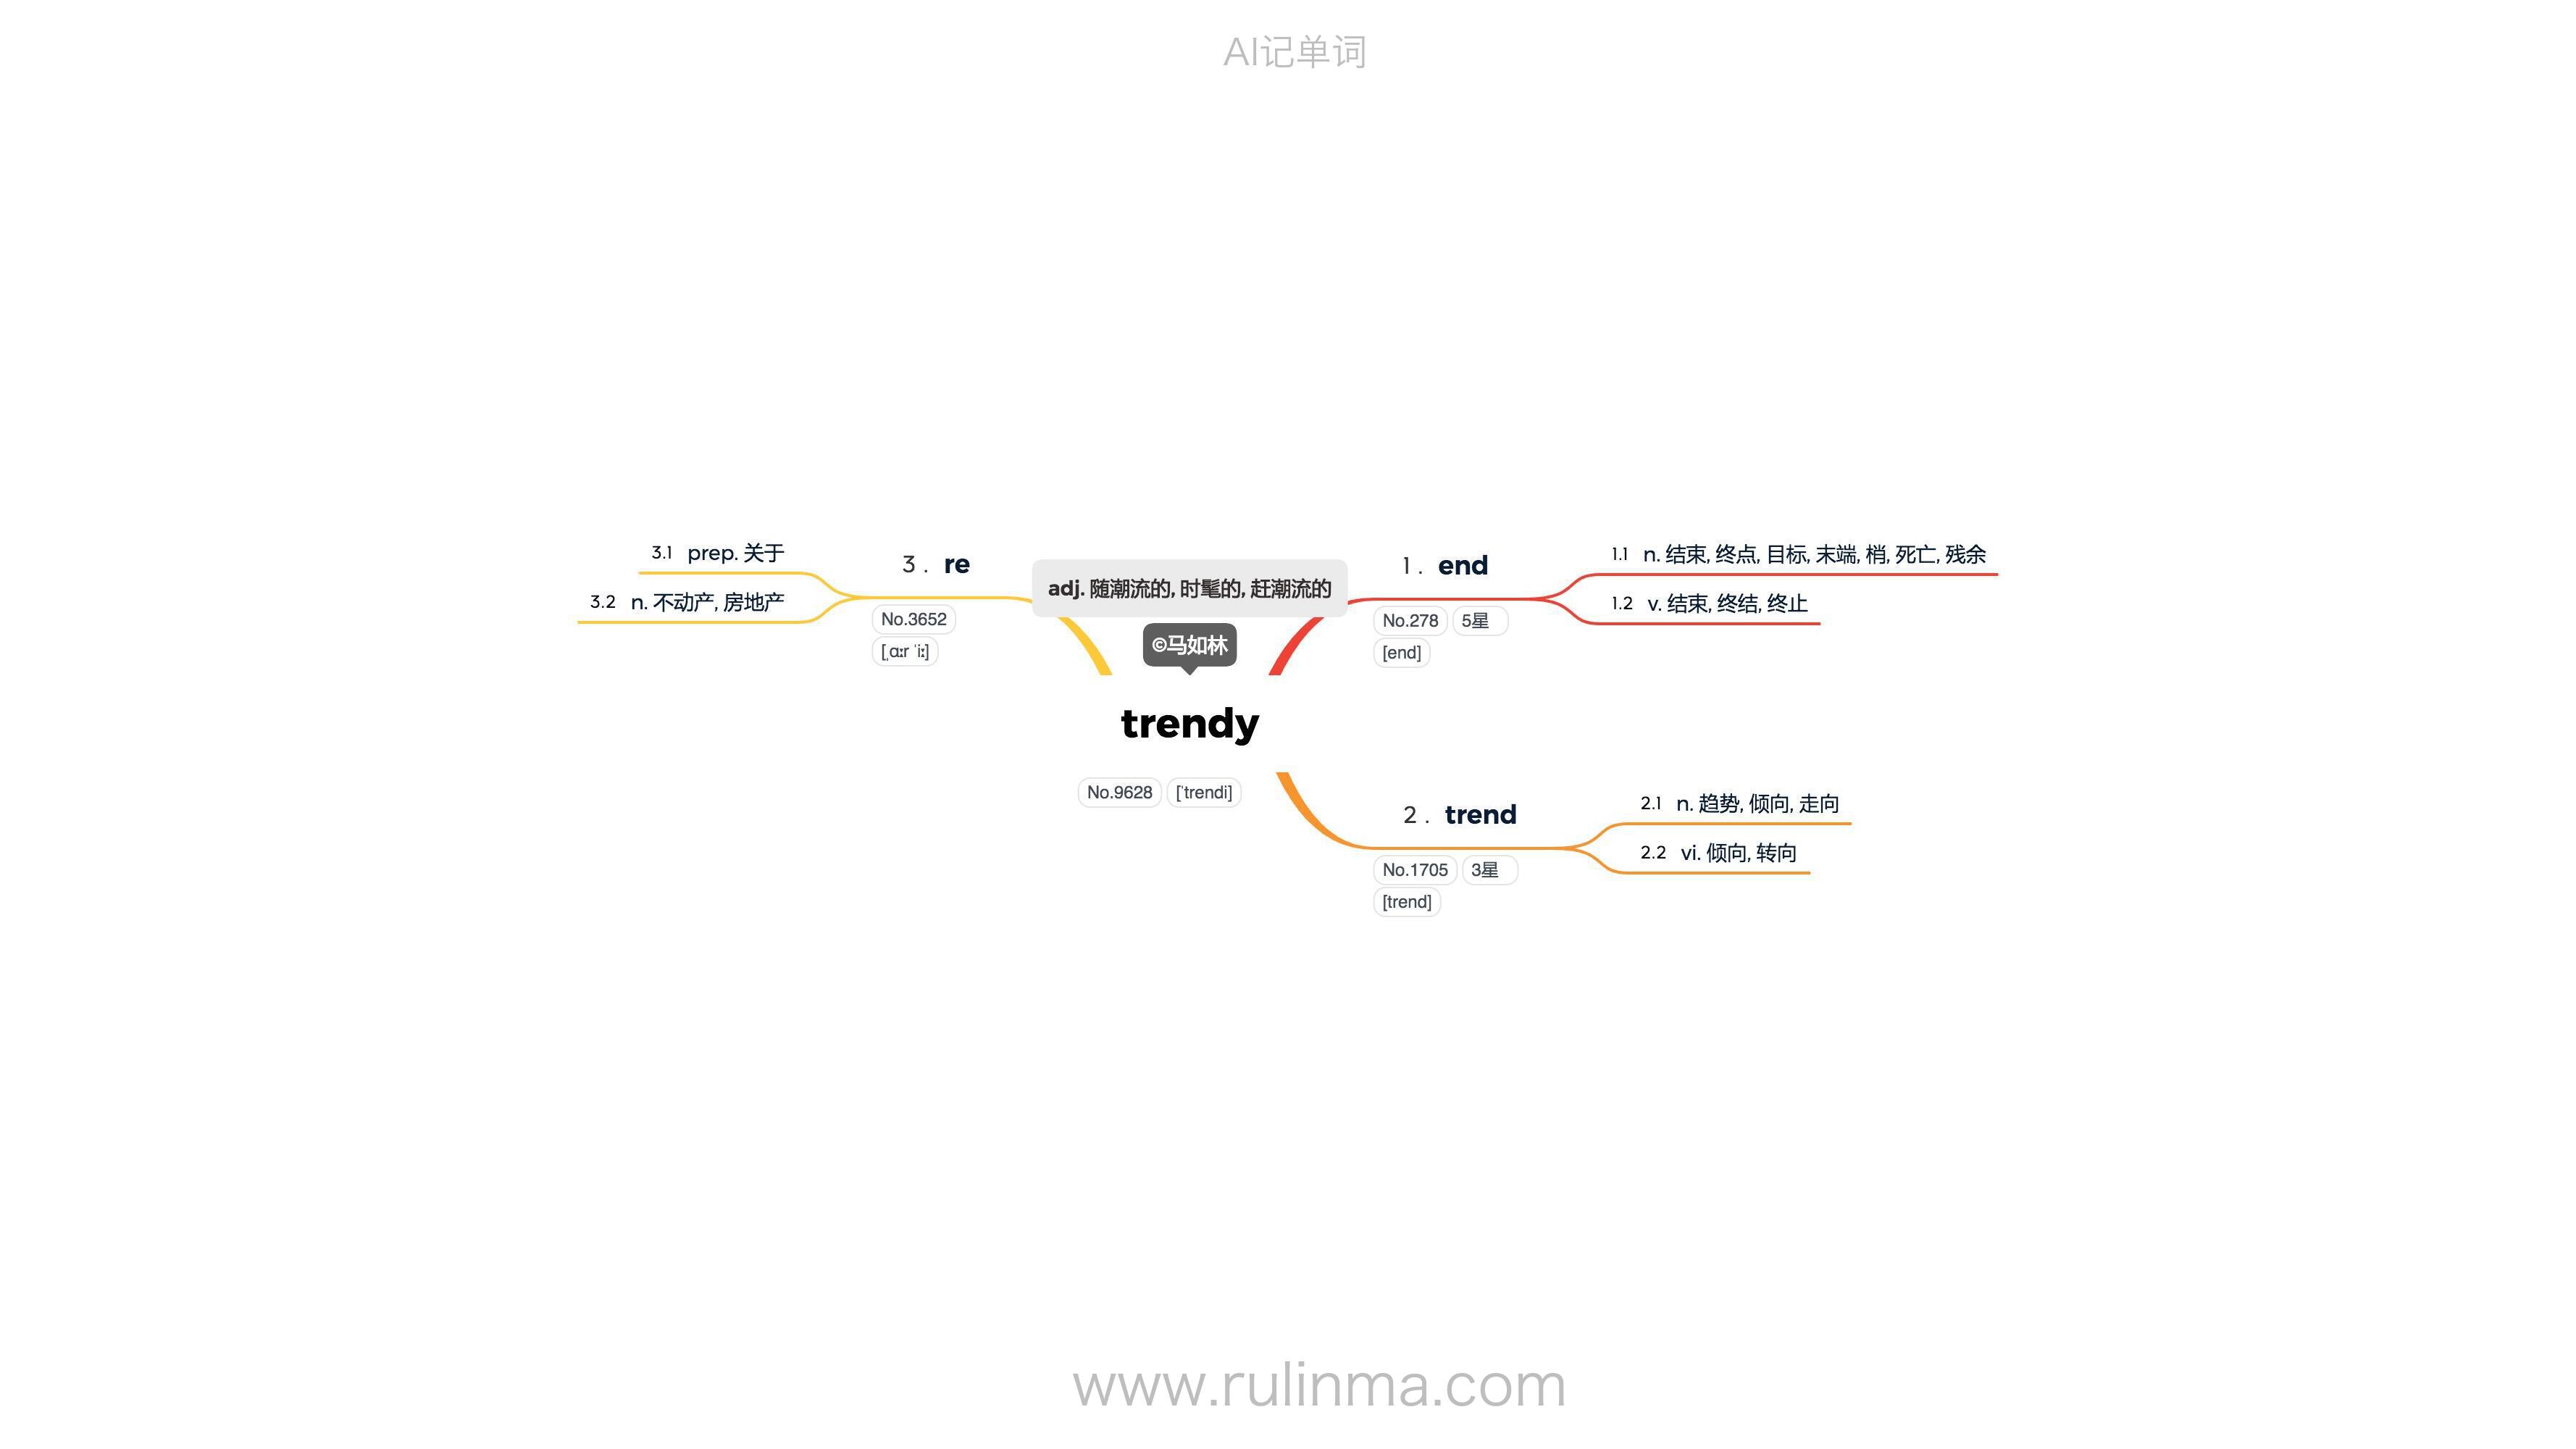 AI记单词
adj. 随潮流的, 时髦的, 赶潮流的
©马如林
trendy
No.9628 [ˈtrendi]
1. end
No.278 5星
[end]
1.1 n. 结束, 终点, 目标, 末端, 梢, 死亡, 残余
1.2 v. 结束, 终结, 终止
2. trend
No.1705 3星
[trend]
2.1 n. 趋势, 倾向, 走向
2.2 vi. 倾向, 转向
3. re
No.3652
[ˌɑːr ˈiː]
3.1 prep. 关于
3.2 n. 不动产, 房地产
www.rulinma.com